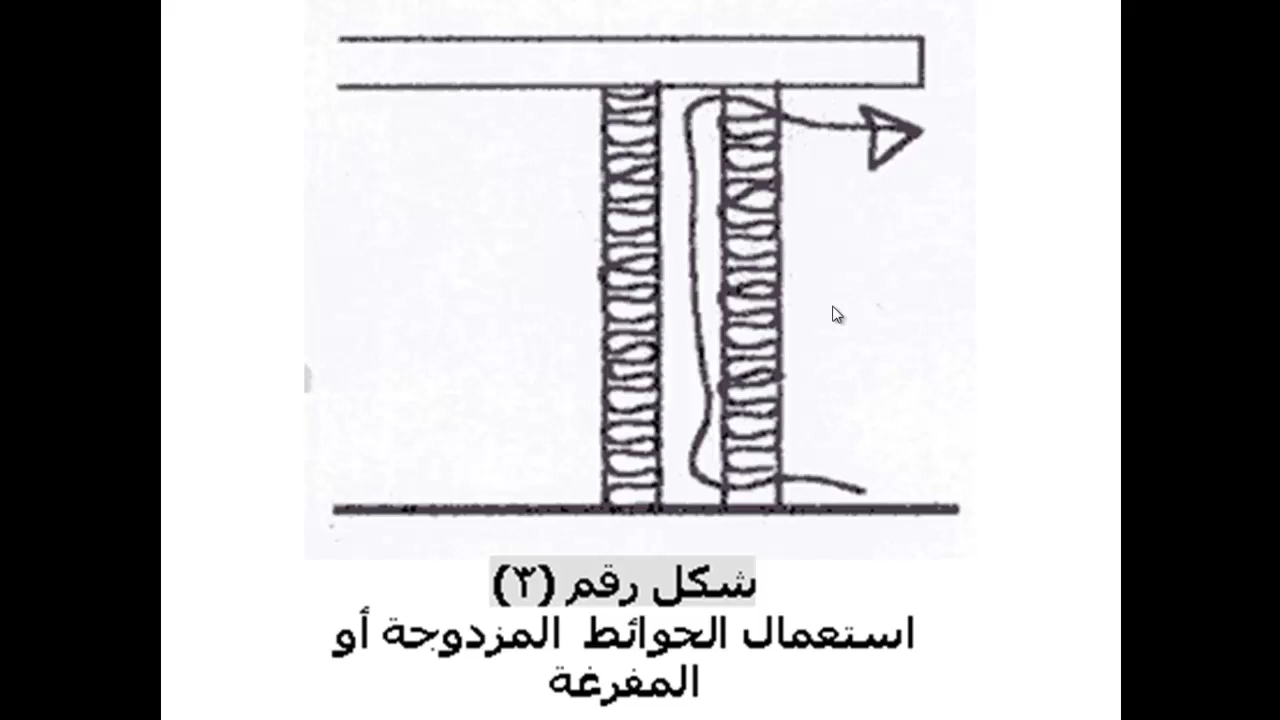 شكل رقم (٣)
استعمال الحوائط المزدوجة أو
المفرغة